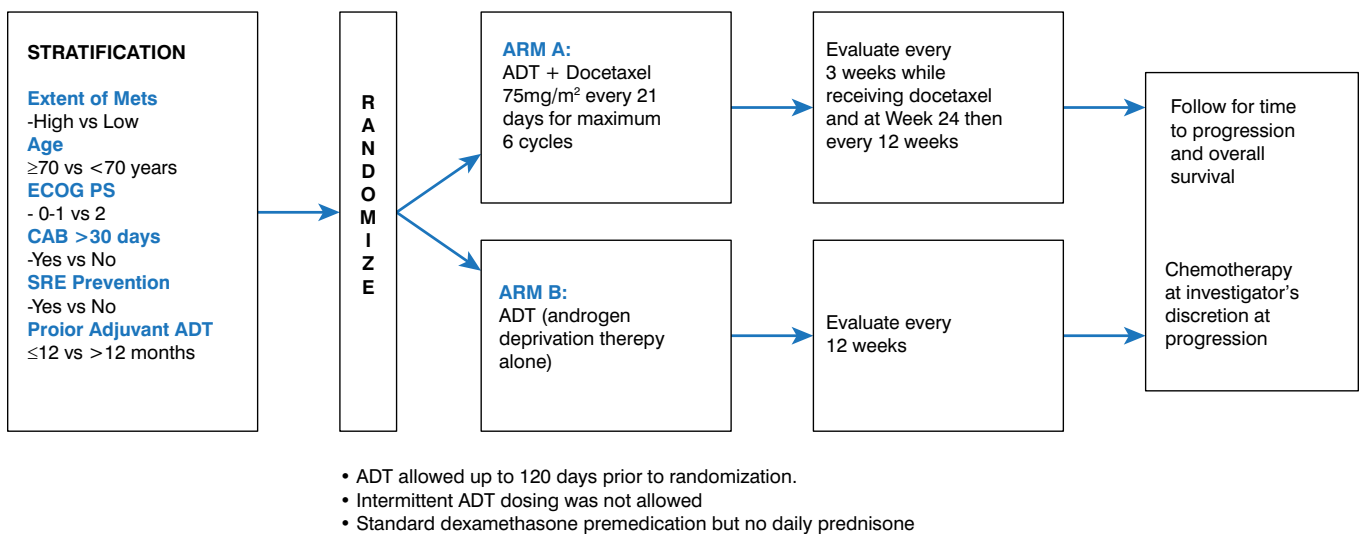 STRATIFICATION
Extent of Mets
-High vs Low
Age
≥70 vs <70 years
ECOG PS
- 0-1 vs 2
CAB >30 days
-Yes vs No
SRE Prevention
-Yes vs No
Proior Adjuvant ADT
≤12 vs >12 months
R
A
N
D
O
M
I
Z
E
ARM A:
ADT + Docetaxel
75mg/m² every 21
days for maximum
6 cycles
Evaluate every
3 weeks while
receiving docetaxel
and at Week 24 then
every 12 weeks
ARM B:
ADT (androgen
deprivation therepy
alone)
Evaluate every
12 weeks
Follow for time
to progression
and overall
survival
Chemotherapy
at investigator’s
discretion at
progression
• ADT allowed up to 120 days prior to randomization.
• Intermittent ADT dosing was not allowed
• Standard dexamethasone premedication but no daily prednisone